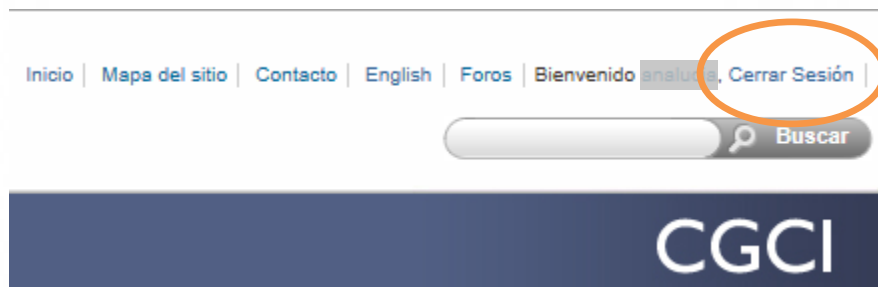 Inicio | Mapa del sitio | Contacto | English | Foros | Bienvenido , Cerrar Sesión |
Buscar
CGCI